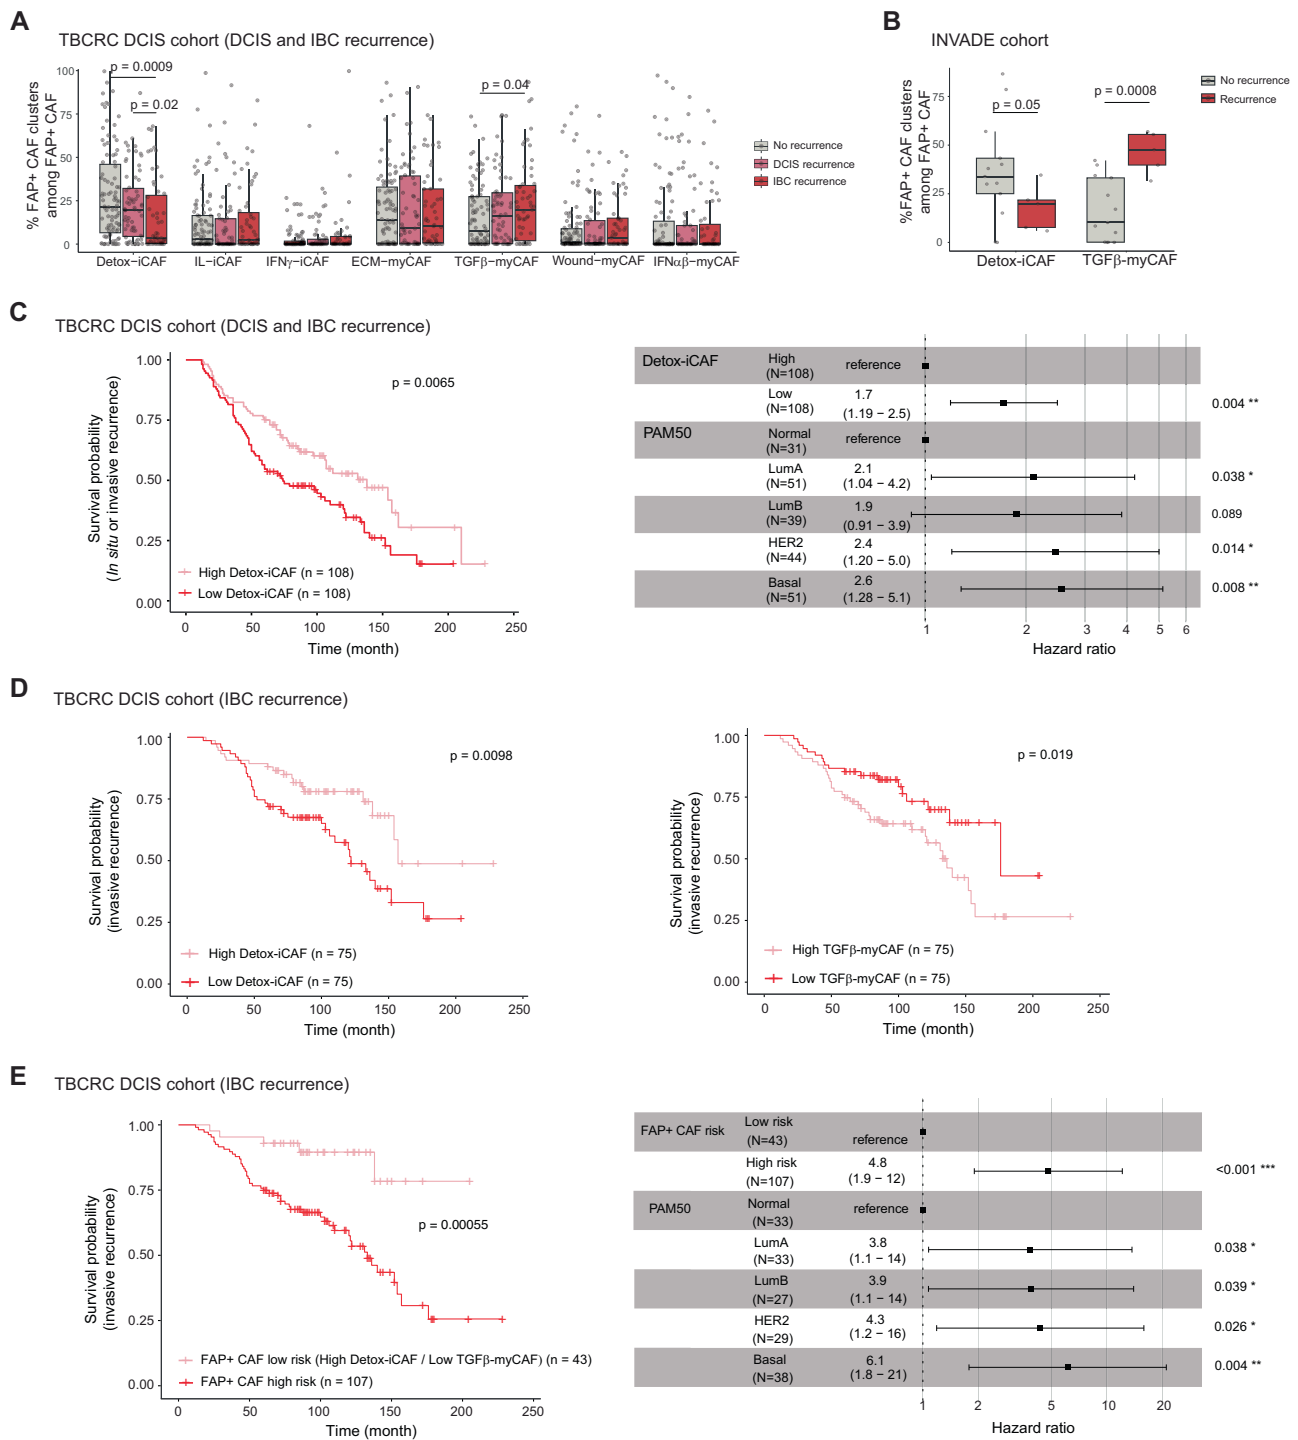 A
TBCRC DCIS cohort (DCIS and IBC recurrence)
% FAP+ CAF clusters
among FAP+ CAF
100
75
50
25
0
p = 0.0009
p = 0.02
p = 0.04
Detox−iCAF
IL−iCAF
IFNγ−iCAF
ECM−myCAF
TGFβ−myCAF
Wound−myCAF
IFNαβ−myCAF
No recurrence
DCIS recurrence
IBC recurrence
B
INVADE cohort
%FAP+ CAF clusters
among FAP+ CAF
75
50
25
0
p = 0.05
p = 0.0008
Detox-iCAF
TGFβ-myCAF
No recurrence
Recurrence
C
TBCRC DCIS cohort (DCIS and IBC recurrence)
Survival probability
(In situ or invasive recurrence)
1.00
0.75
0.50
0.25
0.00
p = 0.0065
High Detox-iCAF (n = 108)
Low Detox-iCAF (n = 108)
0 50 100 150 200 250
Time (month)
Detox-iCAF High (N=108) reference
Low (N=108) 1.7 (1.19 − 2.5) 0.004 **
PAM50 Normal (N=31) reference
LumA (N=51) 2.1 (1.04 − 4.2) 0.038 *
LumB (N=39) 1.9 (0.91 − 3.9) 0.089
HER2 (N=44) 2.4 (1.20 − 5.0) 0.014 *
Basal (N=51) 2.6 (1.28 − 5.1) 0.008 **
1 2 3 4 5 6
Hazard ratio
D
TBCRC DCIS cohort (IBC recurrence)
Survival probability
(invasive recurrence)
1.00
0.75
0.50
0.25
0.00
p = 0.0098
High Detox-iCAF (n = 75)
Low Detox-iCAF (n = 75)
0 50 100 150 200 250
Time (month)
Survival probability
(invasive recurrence)
1.00
0.75
0.50
0.25
0.00
p = 0.019
High TGFβ-myCAF (n = 75)
Low TGFβ-myCAF (n = 75)
0 50 100 150 200 250
Time (month)
E
TBCRC DCIS cohort (IBC recurrence)
Survival probability
(invasive recurrence)
1.00
0.75
0.50
0.25
0.00
p = 0.00055
FAP+ CAF low risk (High Detox-iCAF / Low TGFβ-myCAF) (n = 43)
FAP+ CAF high risk (n = 107)
0 50 100 150 200 250
Time (month)
FAP+ CAF risk Low risk (N=43) reference
High risk (N=107) 4.8 (1.9 − 12) <0.001 ***
PAM50 Normal (N=33) reference
LumA (N=33) 3.8 (1.1 − 14) 0.038 *
LumB (N=27) 3.9 (1.1 − 14) 0.039 *
HER2 (N=29) 4.3 (1.2 − 16) 0.026 *
Basal (N=38) 6.1 (1.8 − 21) 0.004 **
1 2 5 10 20
Hazard ratio